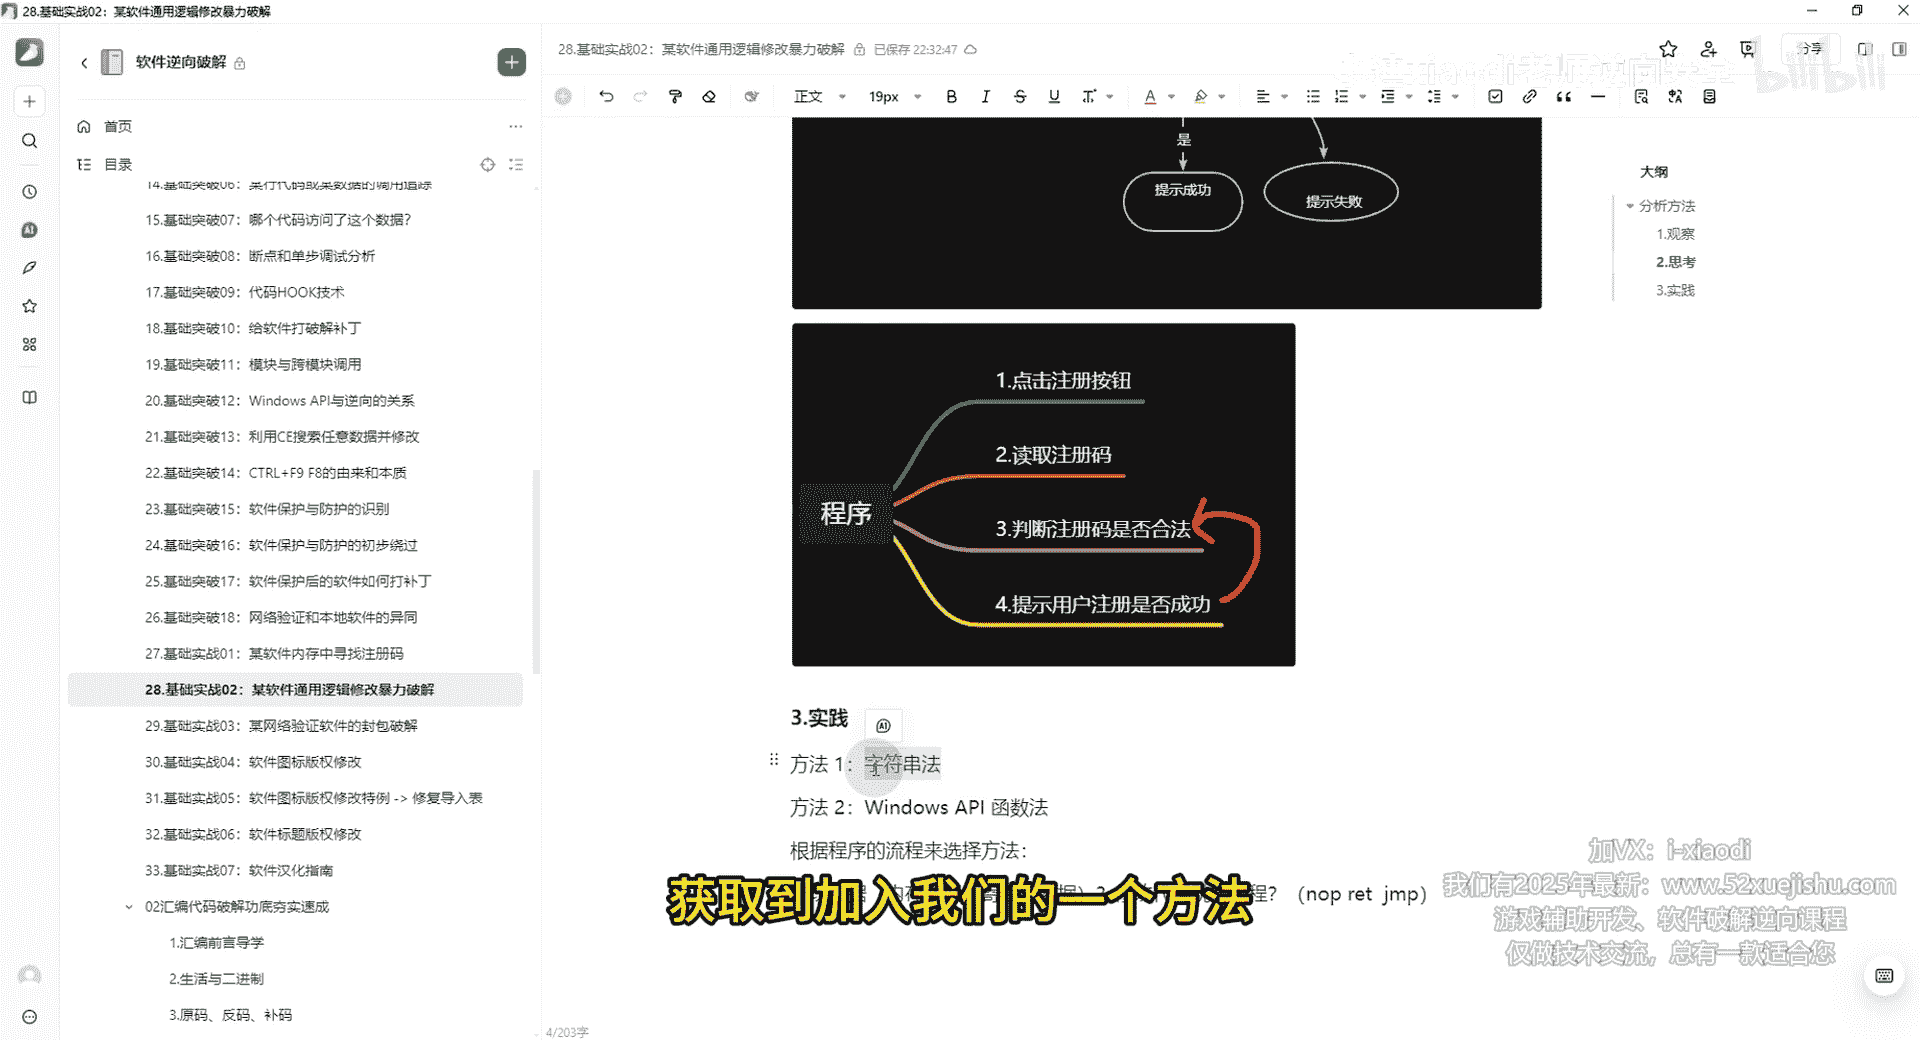 28.基础实战02：某软件通用逻辑修改暴力破解
软件逆向破解
首页
目录
14.基础突破06：某行代码或某数据的调用追踪
15.基础突破07：哪个代码访问了这个数据？
16.基础突破08：断点和单步调试分析
17.基础突破09：代码HOOK技术
18.基础突破10：给软件打破解补丁
19.基础突破11：模块与跨模块调用
20.基础突破12：Windows API与逆向的关系
21.基础突破13：利用CE搜索任意数据并修改
22.基础突破14：CTRL+F9 F8的由来和本质
23.基础突破15：软件保护与防护的识别
24.基础突破16：软件保护与防护的初步绕过
25.基础突破17：软件保护后的软件如何打补丁
26.基础突破18：网络验证和本地软件的异同
27.基础实战01：某软件内存中寻找注册码
28.基础实战02：某软件通用逻辑修改暴力破解
29.基础实战03：某网络验证软件的封包破解
30.基础实战04：软件图标版权修改
31.基础实战05：软件图标版权修改特例 -> 修复导入表
32.基础实战06：软件标题版权修改
33.基础实战07：软件汉化指南
02汇编代码破解功底夯实速成
1.汇编前言导学
2.生活与二进制
3.原码、反码、补码
28.基础实战02：某软件通用逻辑修改暴力破解 已保存 22:32:47
分享
bilibili
正文 19px
是
提示成功
提示失败
程序
1.点击注册按钮
2.读取注册码
3.判断注册码是否合法
4.提示用户注册是否成功
3.实践
方法 1：字符串法
方法 2：Windows API 函数法
根据程序的流程来选择方法：
程？（nop ret jmp）
获取到加入我们的一个方法
4/203字
大纲
分析方法
1.观察
2.思考
3.实践
加VX：i-xiaodi
我们有2025年最新：www.52xuejishu.com
游戏辅助开发、软件破解逆向课程
仅做技术交流，总有一款适合您